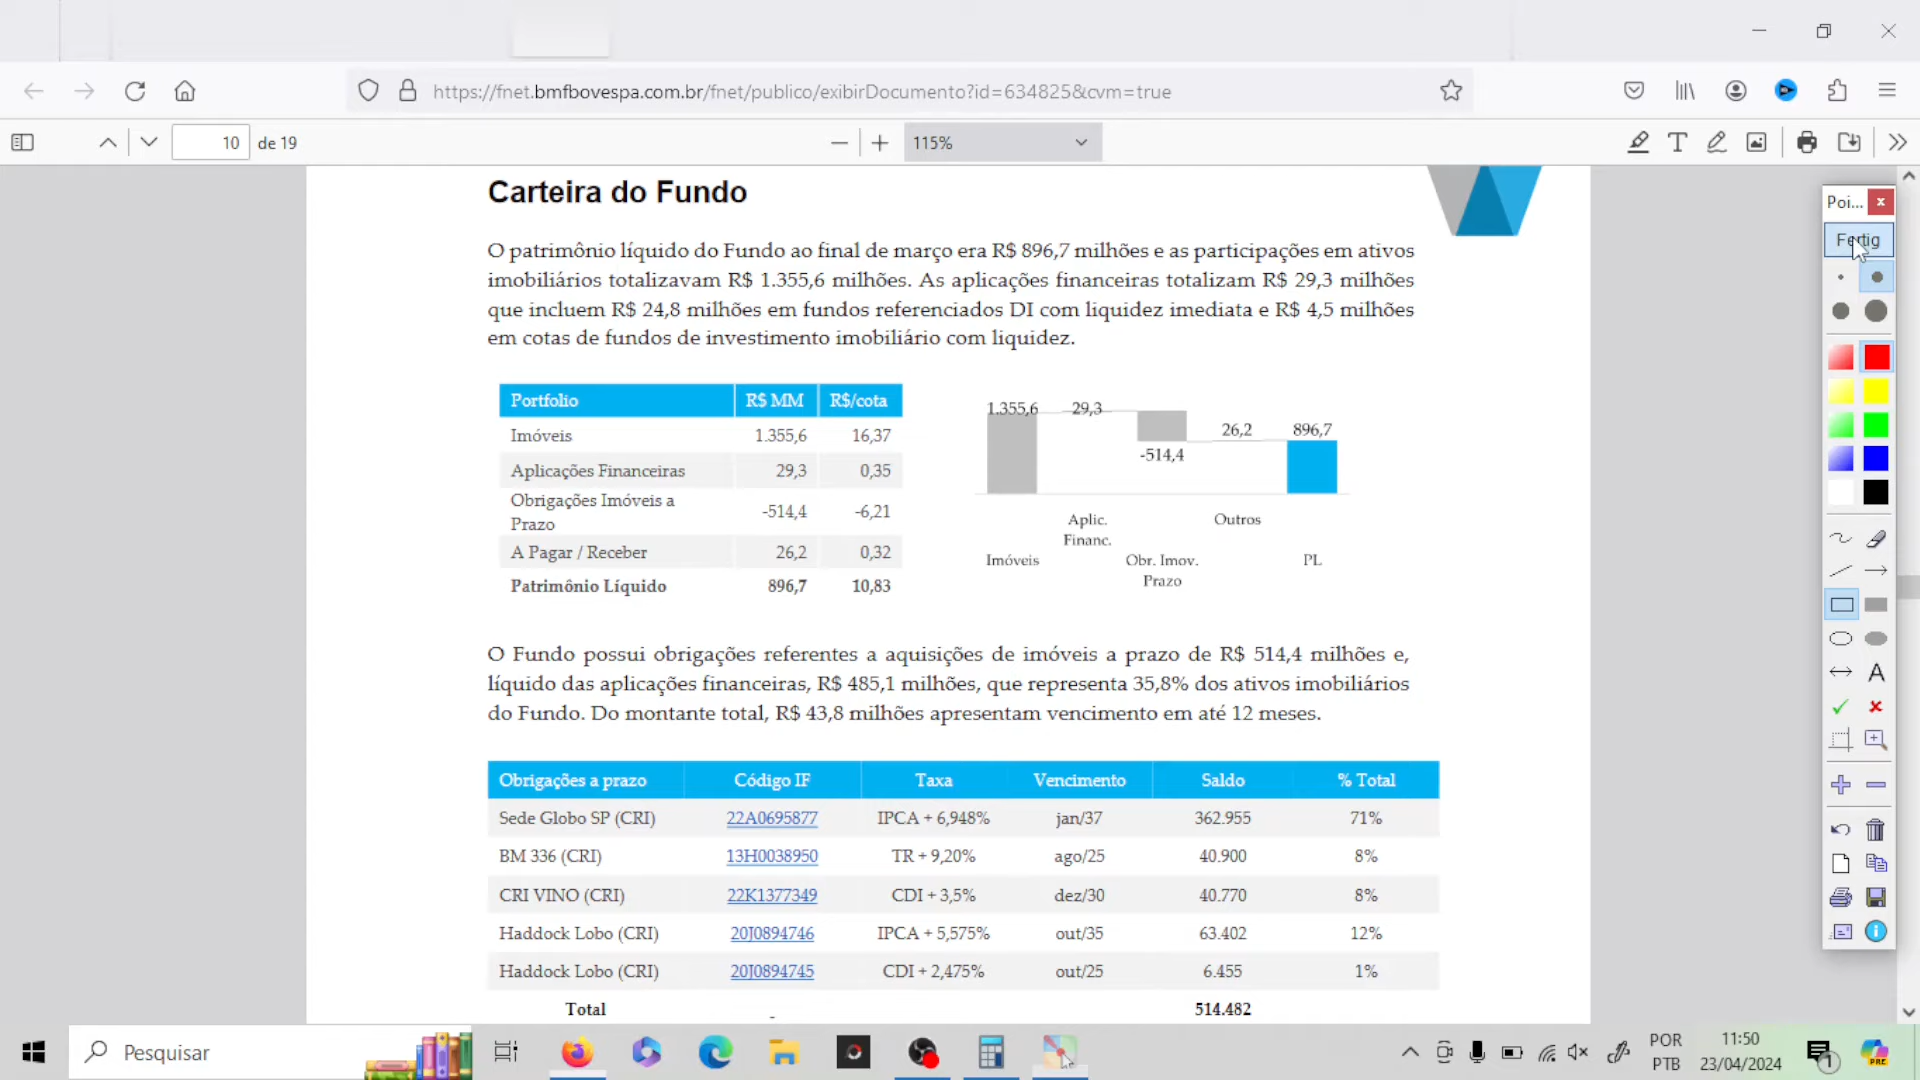 https://fnet.bmfbovespa.com.br/fnet/publico/exibirDocumento?id=634825&cvm=true
10 de 19
115%
Poi...
Fertig
Carteira do Fundo
O patrimônio líquido do Fundo ao final de março era R$ 896,7 milhões e as participações em ativos
imobiliários totalizavam R$ 1.355,6 milhões. As aplicações financeiras totalizam R$ 29,3 milhões
que incluem R$ 24,8 milhões em fundos referenciados DI com liquidez imediata e R$ 4,5 milhões
em cotas de fundos de investimento imobiliário com liquidez.
Portfolio R$ MM R$/cota
Imóveis 1.355,6 16,37
Aplicações Financeiras 29,3 0,35
Obrigações Imóveis a
Prazo -514,4 -6,21
A Pagar / Receber 26,2 0,32
Patrimônio Líquido 896,7 10,83
1.355,6 29,3
-514,4
26,2 896,7
Aplic.
Financ.
Outros
Imóveis
Obr. Imov.
Prazo
PL
O Fundo possui obrigações referentes a aquisições de imóveis a prazo de R$ 514,4 milhões e,
líquido das aplicações financeiras, R$ 485,1 milhões, que representa 35,8% dos ativos imobiliários
do Fundo. Do montante total, R$ 43,8 milhões apresentam vencimento em até 12 meses.
Obrigações a prazo Código IF Taxa Vencimento Saldo % Total
Sede Globo SP (CRI) 22A0695877 IPCA + 6,948% jan/37 362.955 71%
BM 336 (CRI) 13H0038950 TR + 9,20% ago/25 40.900 8%
CRI VINO (CRI) 22K1377349 CDI + 3,5% dez/30 40.770 8%
Haddock Lobo (CRI) 20J0894746 IPCA + 5,575% out/35 63.402 12%
Haddock Lobo (CRI) 20J0894745 CDI + 2,475% out/25 6.455 1%
Total - 514.482
A
Pesquisar
POR
PTB
11:50
23/04/2024
1
PRE